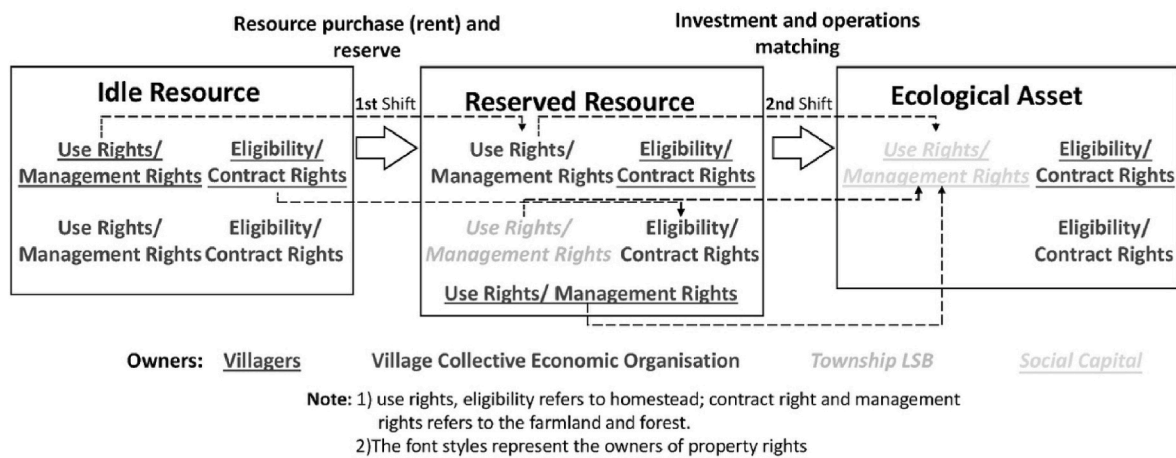 Resource purchase (rent) and
reserve
Investment and operations
matching
Idle Resource
Use Rights/
Management Rights
Eligibility/
Contract Rights
Use Rights/
Management Rights
Eligibility/
Contract Rights
1st Shift
Reserved Resource
Use Rights/
Management Rights
Eligibility/
Contract Rights
Use Rights/
Management Rights
Eligibility/
Contract Rights
Use Rights/ Management Rights
2nd Shift
Ecological Asset
Use Rights/
Management Rights
Eligibility/
Contract Rights
Eligibility/
Contract Rights
Owners: Villagers Village Collective Economic Organisation Township LSB Social Capital
Note: 1) use rights, eligibility refers to homestead; contract right and management
rights refers to the farmland and forest.
2)The font styles represent the owners of property rights